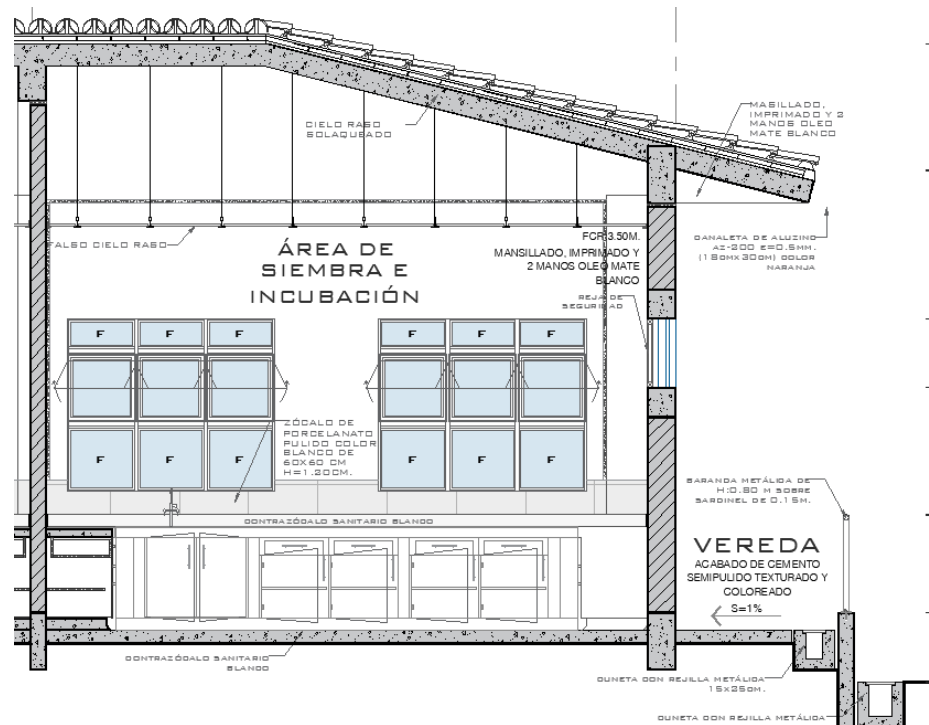 CIELO RASO
SOLAQUEADO
MASILLADO,
IMPRIMADO Y 2
MANOS OLEO
MATE BLANCO
FALSO CIELO RASO
ÁREA DE
SIEMBRA E
INCUBACIÓN
FCR 3.50M.
MANSILLADO, IMPRIMADO Y
2 MANOS OLEO MATE
BLANCO
CANALETA DE ALUZINC
AZ-200 E=0.5MM.
(18CMX30CM) COLOR
NARANJA
REJA DE
SEGURIDAD
F F F F F F
ZÓCALO DE
PORCELANATO
PULIDO COLOR
BLANCO DE
60X60 CM
H=1.20CM.
F F F F F F
BARANDA METÁLICA DE
H:0.80 M SOBRE
SARDINEL DE 0.15M.
CONTRAZÓCALO SANITARIO BLANCO
VEREDA
ACABADO DE CEMENTO
SEMIPULIDO TEXTURADO Y
COLOREADO
S=1%
CONTRAZÓCALO SANITARIO
BLANCO
CUNETA CON REJILLA METÁLICA
15X25CM.
CUNETA CON REJILLA METÁLICA